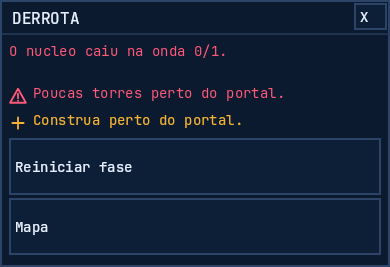 DERROTA
X
O nucleo caiu na onda 0/1.
Poucas torres perto do portal.
+ Construa perto do portal.
Reiniciar fase
Mapa